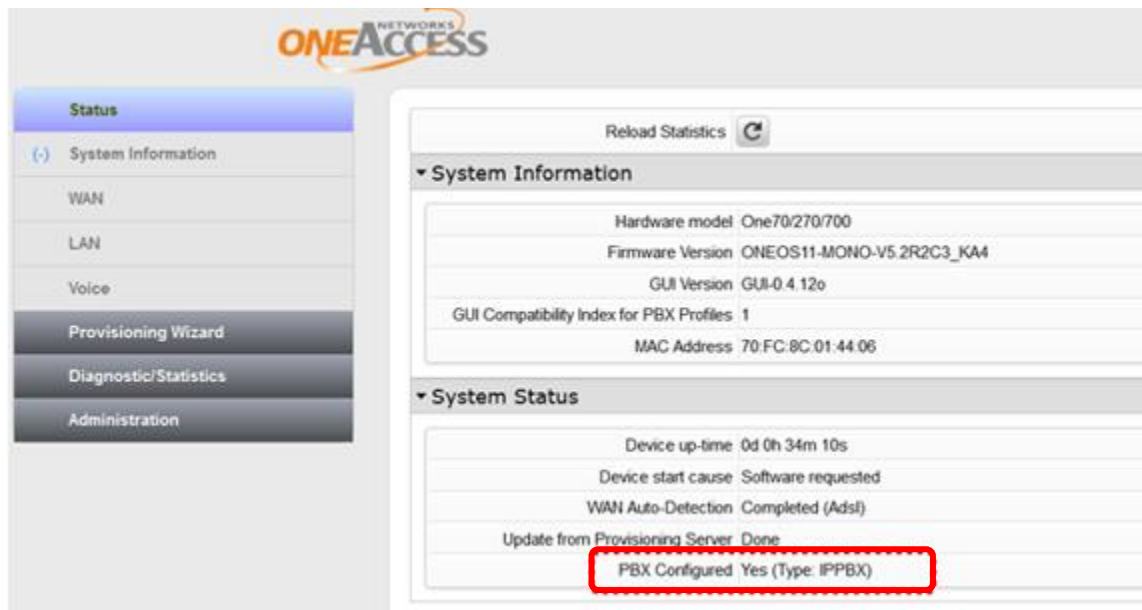 NETWORKS
ONEACCESS
Status
(-) System Information
WAN
LAN
Voice
Provisioning Wizard
Diagnostic/Statistics
Administration
Reload Statistics
System Information
Hardware model One70/270/700
Firmware Version ONEOS11-MONO-V5.2R2C3_KA4
GUI Version GUI-0.4.12o
GUI Compatibility Index for PBX Profiles 1
MAC Address 70:FC:8C:01:44:06
System Status
Device up-time 0d 0h 34m 10s
Device start cause Software requested
WAN Auto-Detection Completed (Adsl)
Update from Provisioning Server Done
PBX Configured Yes (Type: IPPBX)